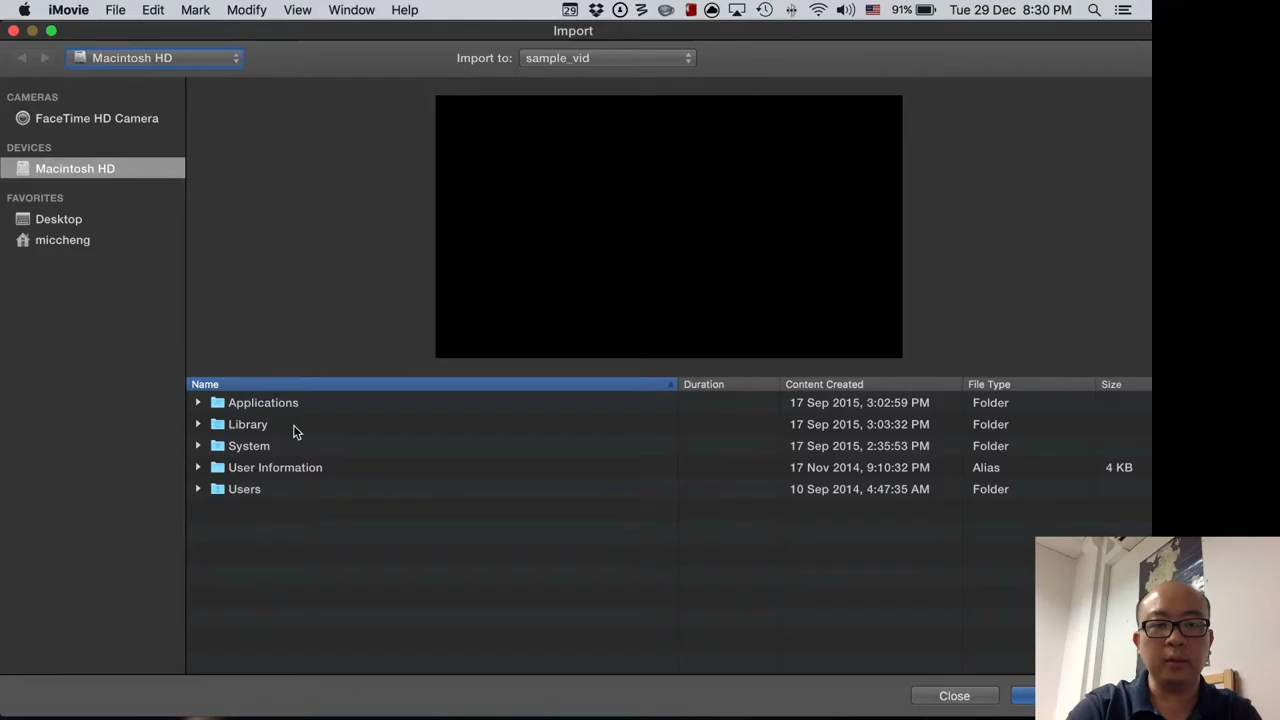 iMovie File Edit Mark Modify View Window Help 29 91% Tue 29 Dec 8:30 PM
Import
Macintosh HD Import to: sample_vid
CAMERAS
FaceTime HD Camera
DEVICES
Macintosh HD
FAVORITES
Desktop
miccheng
Name Duration Content Created File Type Size
Applications 17 Sep 2015, 3:02:59 PM Folder
Library 17 Sep 2015, 3:03:32 PM Folder
System 17 Sep 2015, 2:35:53 PM Folder
User Information 17 Nov 2014, 9:10:32 PM Alias 4 KB
Users 10 Sep 2014, 4:47:35 AM Folder
Close